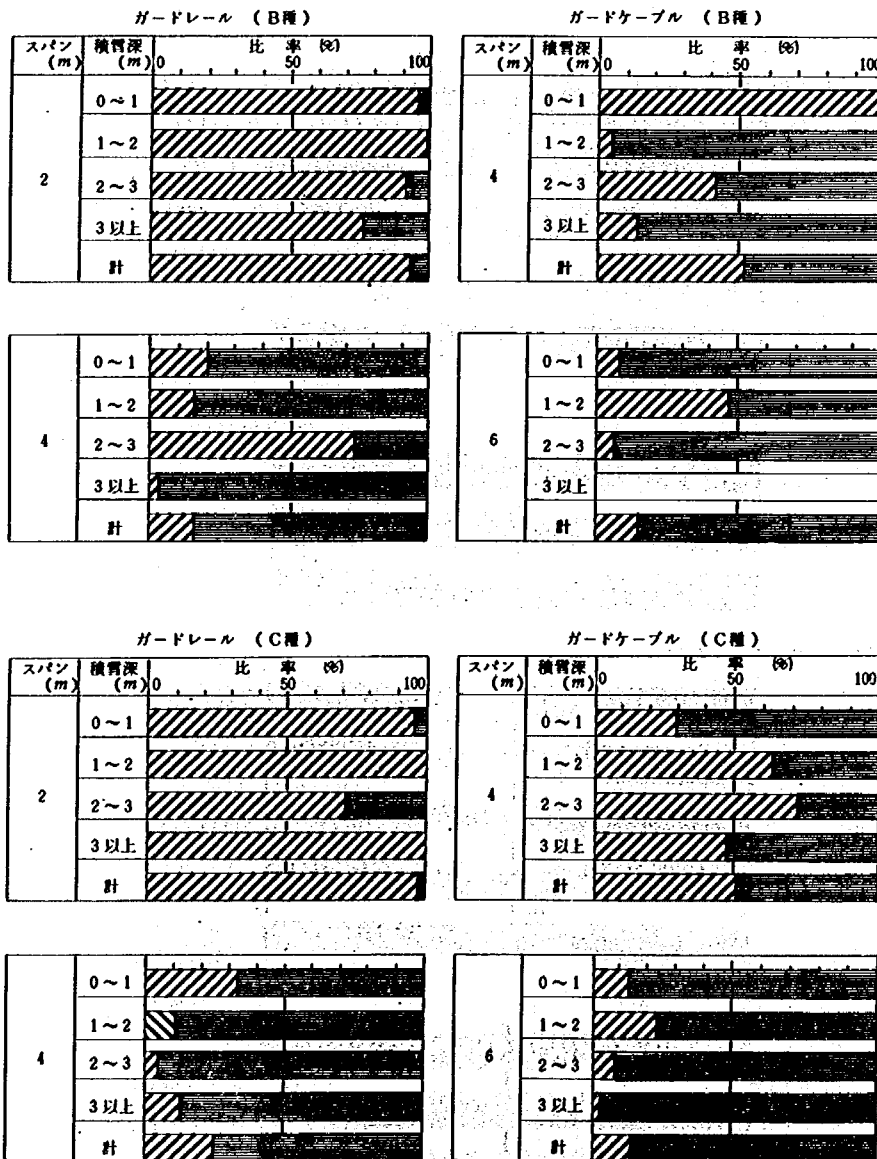 ガードレール (B種)
スパン (m) 積雪深 (m) 0 比 50 率 (%) 100
2
0~1
1~2
2~3
3以上
計
4
0~1
1~2
2~3
3以上
計
ガードケーブル (B種)
スパン (m) 積雪深 (m) 0 比 50 率 (%) 100
4
0~1
1~2
2~3
3以上
計
6
0~1
1~2
2~3
3以上
計
ガードレール (C種)
スパン (m) 積雪深 (m) 0 比 50 率 (%) 100
2
0~1
1~2
2~3
3以上
計
4
0~1
1~2
2~3
3以上
計
ガードケーブル (C種)
スパン (m) 積雪深 (m) 0 比 50 率 (%) 100
4
0~1
1~2
2~3
3以上
計
6
0~1
1~2
2~3
3以上
計